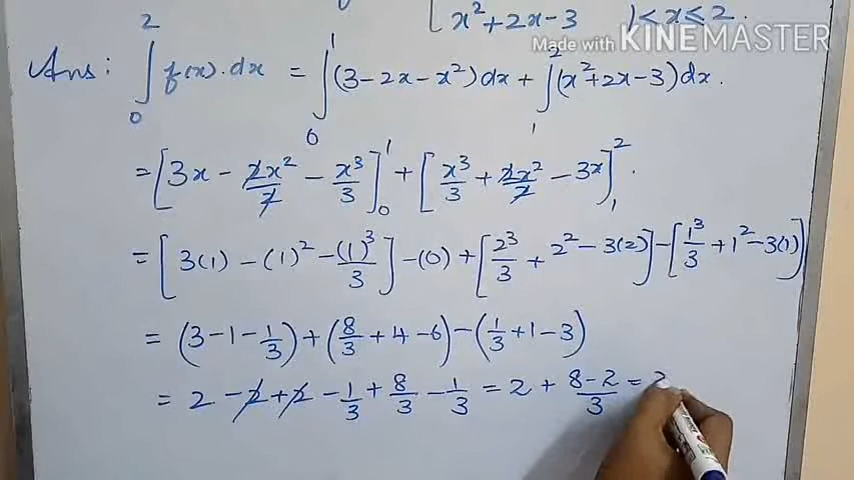 x²+2x-3 1<x≤2.
Made with KINEMASTER
Ans: ∫₀² f(x).dx = ∫₀¹ (3-2x-x²)dx + ∫₁² (x²+2x-3)dx.
= [3x - 2x²/2 - x³/3]₀¹ + [x³/3 + 2x²/2 - 3x]₁².
= [3(1) - (1)² - (1)³/3] - (0) + [2³/3 + 2² - 3(2)] - [1³/3 + 1² - 3(1)]
= (3-1-1/3) + (8/3 + 4 - 6) - (1/3 + 1 - 3)
= 2 - 2 + 2 - 1/3 + 8/3 - 1/3 = 2 + 8-2/3 =